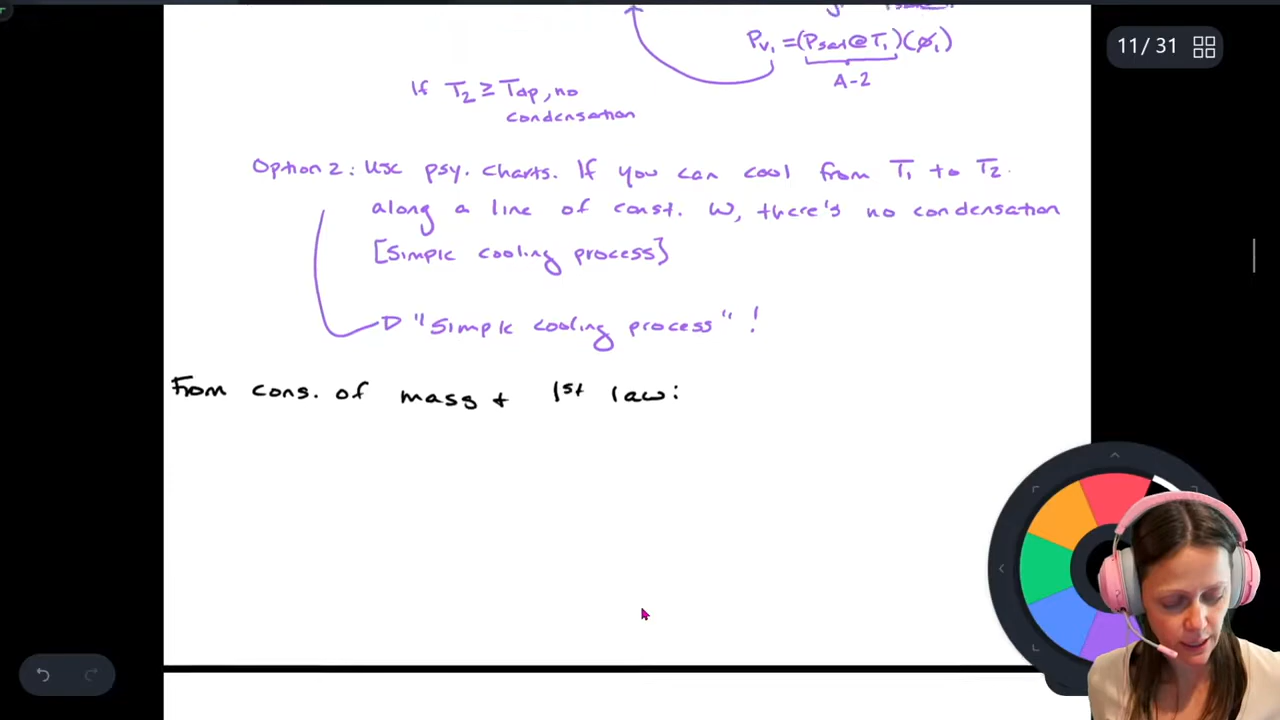 11/31
Pv₁ =(Psat@T₁)(φ₁)
A-2
If T₂ ≥ Tdp, no
condensation
Option 2: Use psy. charts. If you can cool from T₁ to T₂
along a line of const. W, there's no condensation
[Simple cooling process]
"Simple cooling process" !
From cons. of mass + 1st law: